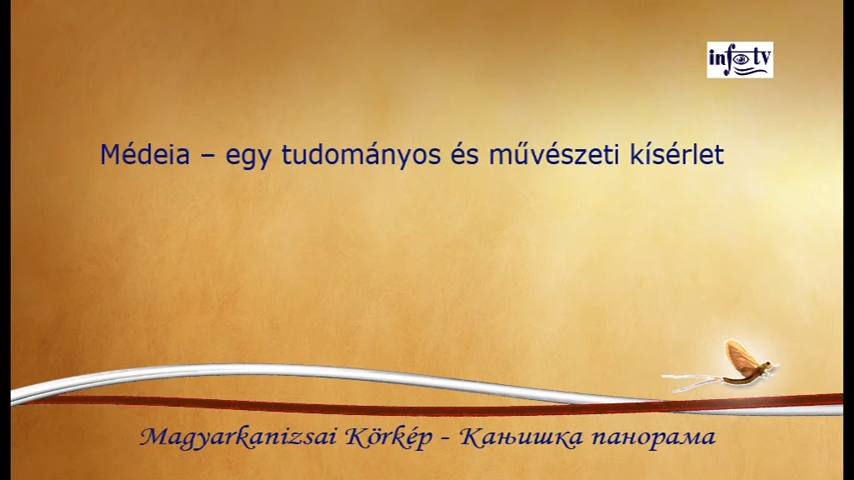 info tv
Médeia – egy tudományos és művészeti kísérlet
Magyarkanizsai Körkép - Кањишка панорама